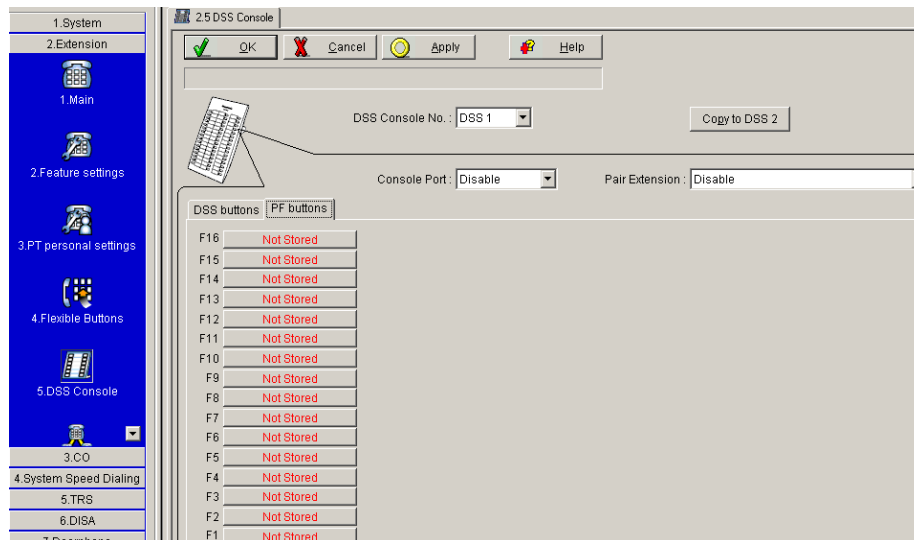 1.System
2.Extension
1.Main
2.Feature settings
3.PT personal settings
4.Flexible Buttons
5.DSS Console
3.CO
4.System Speed Dialing
5.TRS
6.DISA
2.5 DSS Console
OK Cancel Apply Help
DSS Console No. : DSS 1 Copy to DSS 2
Console Port : Disable Pair Extension : Disable
DSS buttons PF buttons
F16 Not Stored
F15 Not Stored
F14 Not Stored
F13 Not Stored
F12 Not Stored
F11 Not Stored
F10 Not Stored
F9 Not Stored
F8 Not Stored
F7 Not Stored
F6 Not Stored
F5 Not Stored
F4 Not Stored
F3 Not Stored
F2 Not Stored
F1 Not Stored